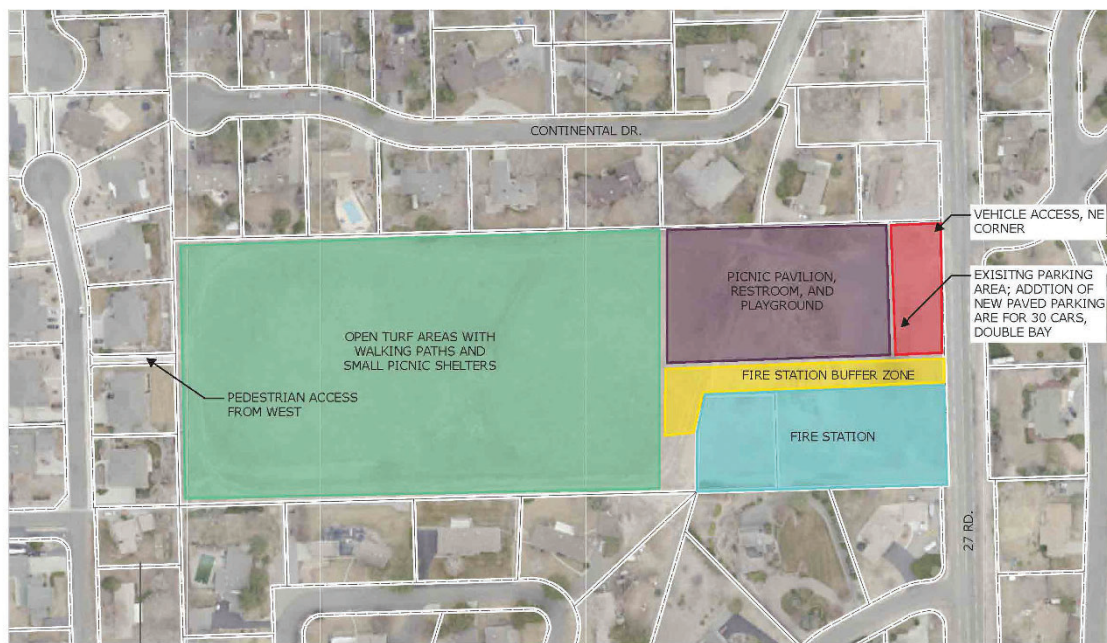 CONTINENTAL DR.
VEHICLE ACCESS, NE
CORNER
PICNIC PAVILION,
RESTROOM, AND
PLAYGROUND
EXISITNG PARKING
AREA; ADDTION OF
NEW PAVED PARKING
ARE FOR 30 CARS,
DOUBLE BAY
OPEN TURF AREAS WITH
WALKING PATHS AND
SMALL PICNIC SHELTERS
FIRE STATION BUFFER ZONE
PEDESTRIAN ACCESS
FROM WEST
FIRE STATION
27 RD.